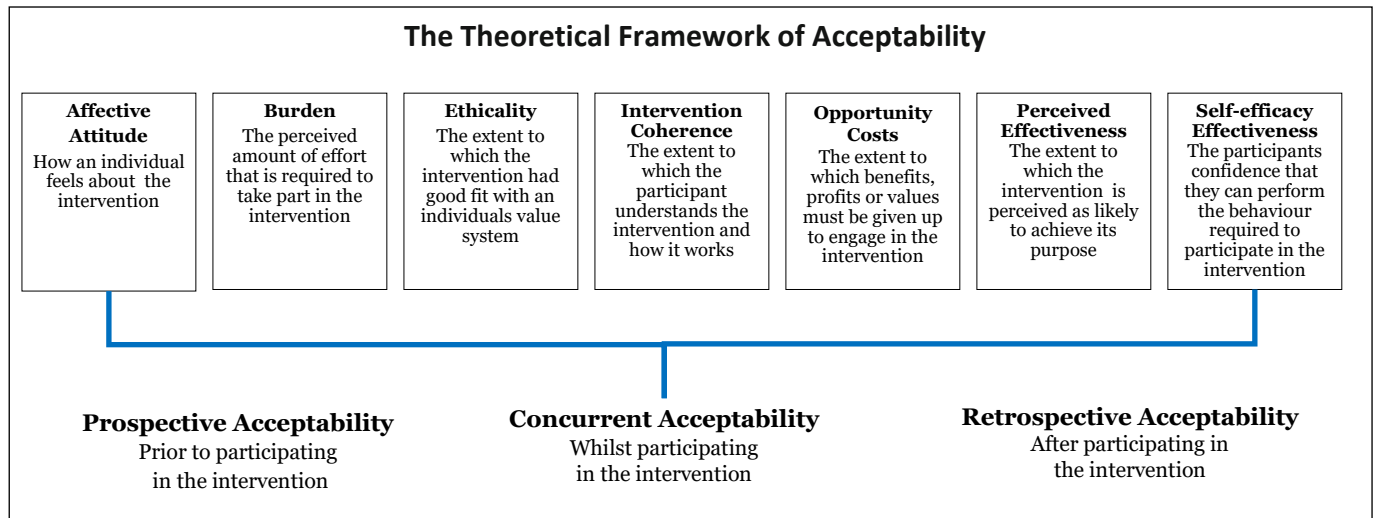 The Theoretical Framework of Acceptability
Affective
Attitude
How an individual
feels about the
intervention
Burden
The perceived
amount of effort
that is required to
take part in the
intervention
Ethicality
The extent to
which the
intervention had
good fit with an
individuals value
system
Intervention
Coherence
The extent to
which the
participant
understands the
intervention and
how it works
Opportunity
Costs
The extent to
which benefits,
profits or values
must be given up
to engage in the
intervention
Perceived
Effectiveness
The extent to
which the
intervention is
perceived as likely
to achieve its
purpose
Self-efficacy
Effectiveness
The participants
confidence that
they can perform
the behaviour
required to
participate in the
intervention
Prospective Acceptability
Prior to participating
in the intervention
Concurrent Acceptability
Whilst participating
in the intervention
Retrospective Acceptability
After participating in
the intervention